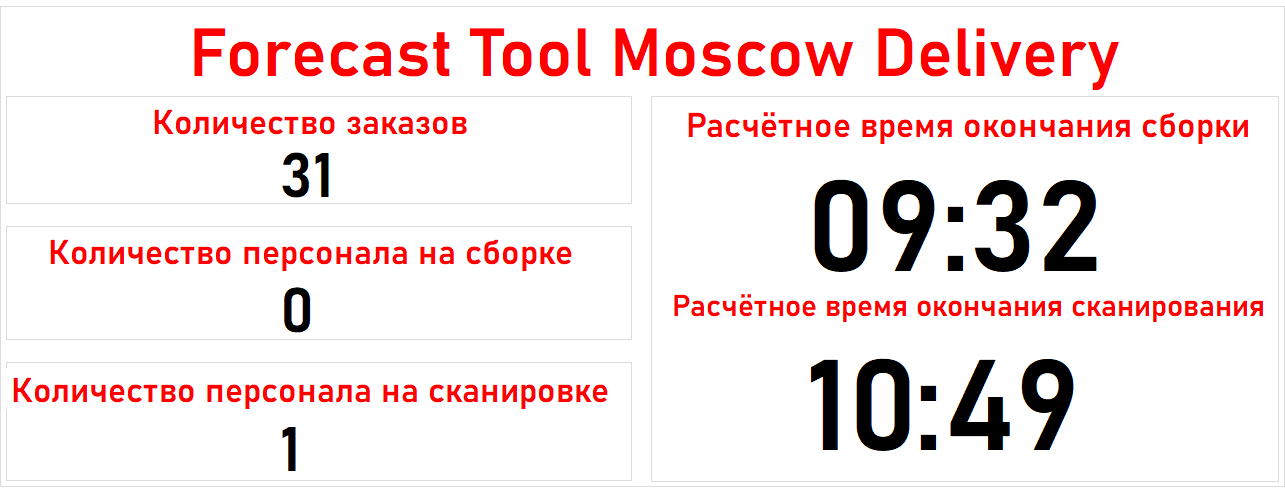 Forecast Tool Moscow Delivery
Количество заказов
31
Количество персонала на сборке
0
Количество персонала на сканировке
1
Расчётное время окончания сборки
09:32
Расчётное время окончания сканирования
10:49